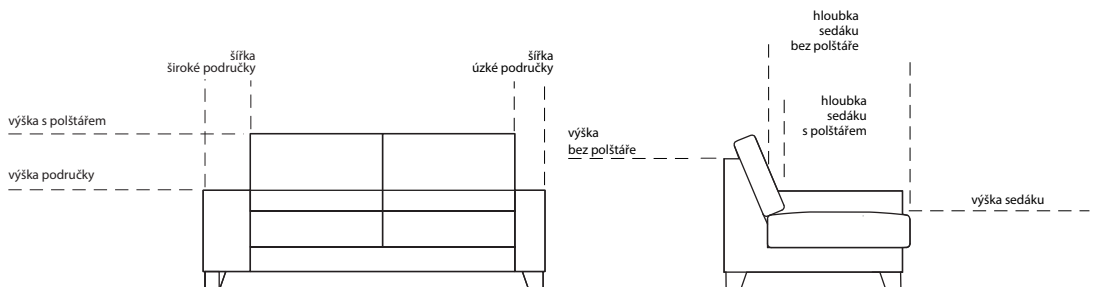 šířka
široké područky
šířka
úzké područky
výška s polštářem
výška područky
výška
bez polštáře
hloubka
sedáku
bez polštáře
hloubka
sedáku
s polštářem
výška sedáku